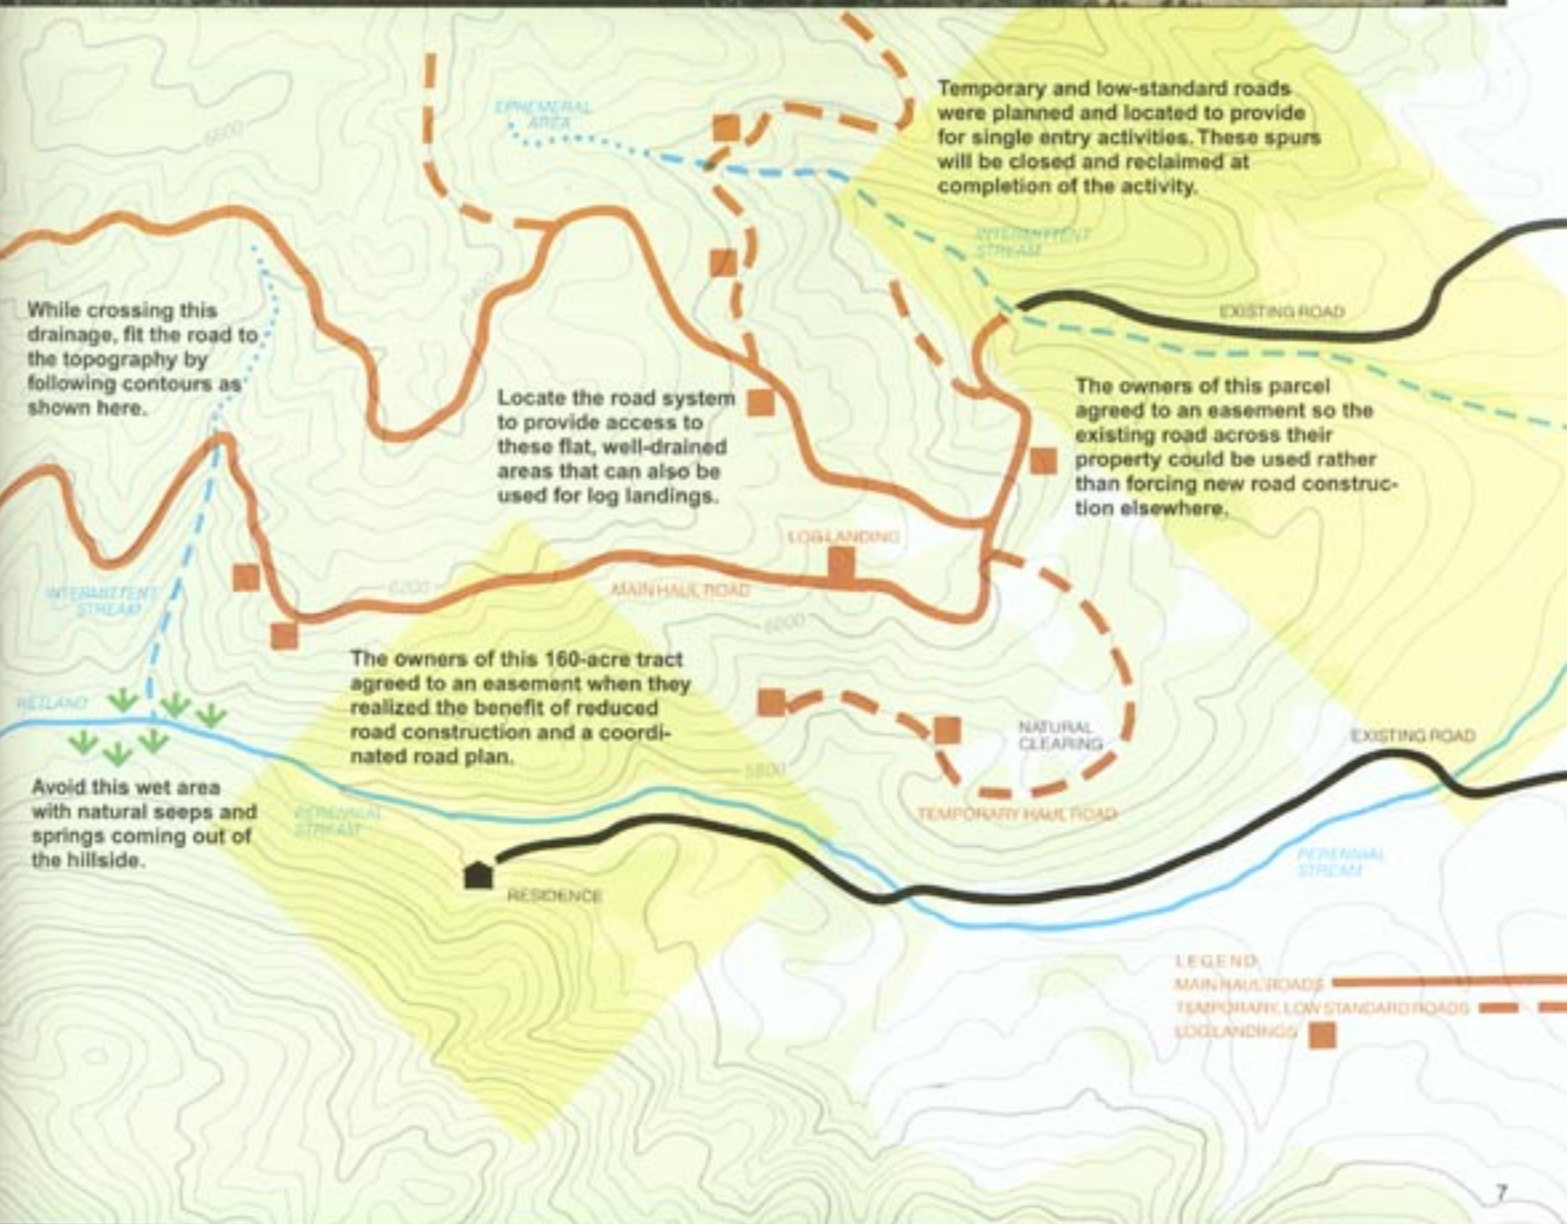 EPHEMERAL
AREA
6600
Temporary and low-standard roads
were planned and located to provide
for single entry activities. These spurs
will be closed and reclaimed at
completion of the activity.
INTERMITTENT
STREAM
EXISTING ROAD
While crossing this
drainage, fit the road to
the topography by
following contours as
shown here.
Locate the road system
to provide access to
these flat, well-drained
areas that can also be
used for log landings.
The owners of this parcel
agreed to an easement so the
existing road across their
property could be used rather
than forcing new road construc-
tion elsewhere.
LOG LANDING
6200
MAIN HAUL ROAD
INTERMITTENT
STREAM
6000
The owners of this 160-acre tract
agreed to an easement when they
realized the benefit of reduced
road construction and a coordi-
nated road plan.
WETLAND
NATURAL
CLEARING
EXISTING ROAD
5800
Avoid this wet area
with natural seeps and
springs coming out of
the hillside.
PERENNIAL
STREAM
TEMPORARY HAUL ROAD
PERENNIAL
STREAM
RESIDENCE
LEGEND
MAIN HAUL ROADS
TEMPORARY, LOW STANDARD ROADS
LOG LANDINGS
7